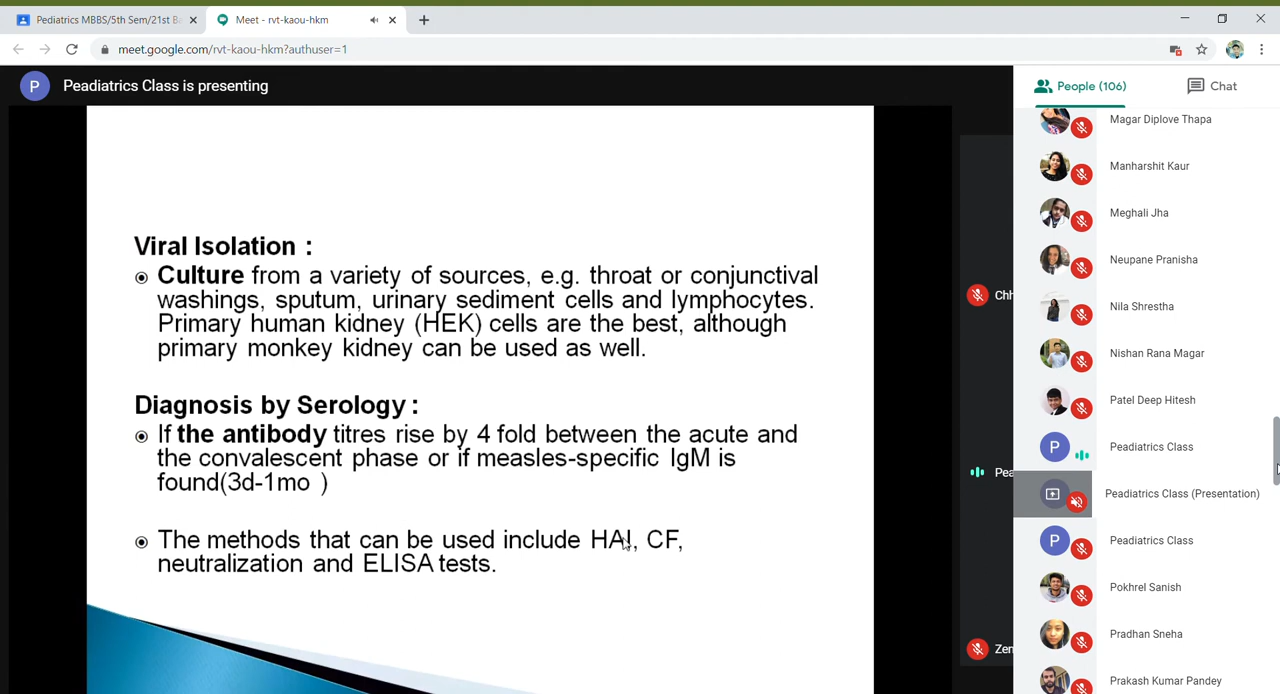 Pediatrics MBBS/5th Sem/21st B
Meet - rvt-kaou-hkm
meet.google.com/rvt-kaou-hkm?authuser=1
P
Peadiatrics Class is presenting
People (106)
Chat
Viral Isolation :
Culture from a variety of sources, e.g. throat or conjunctival
washings, sputum, urinary sediment cells and lymphocytes.
Primary human kidney (HEK) cells are the best, although
primary monkey kidney can be used as well.
Diagnosis by Serology :
If the antibody titres rise by 4 fold between the acute and
the convalescent phase or if measles-specific IgM is
found(3d-1mo )
The methods that can be used include HAI, CF,
neutralization and ELISA tests.
Chh
Pea
Zen
Magar Diplove Thapa
Manharshit Kaur
Meghali Jha
Neupane Pranisha
Nila Shrestha
Nishan Rana Magar
Patel Deep Hitesh
P
Peadiatrics Class
Peadiatrics Class (Presentation)
P
Peadiatrics Class
Pokhrel Sanish
Pradhan Sneha
Prakash Kumar Pandey